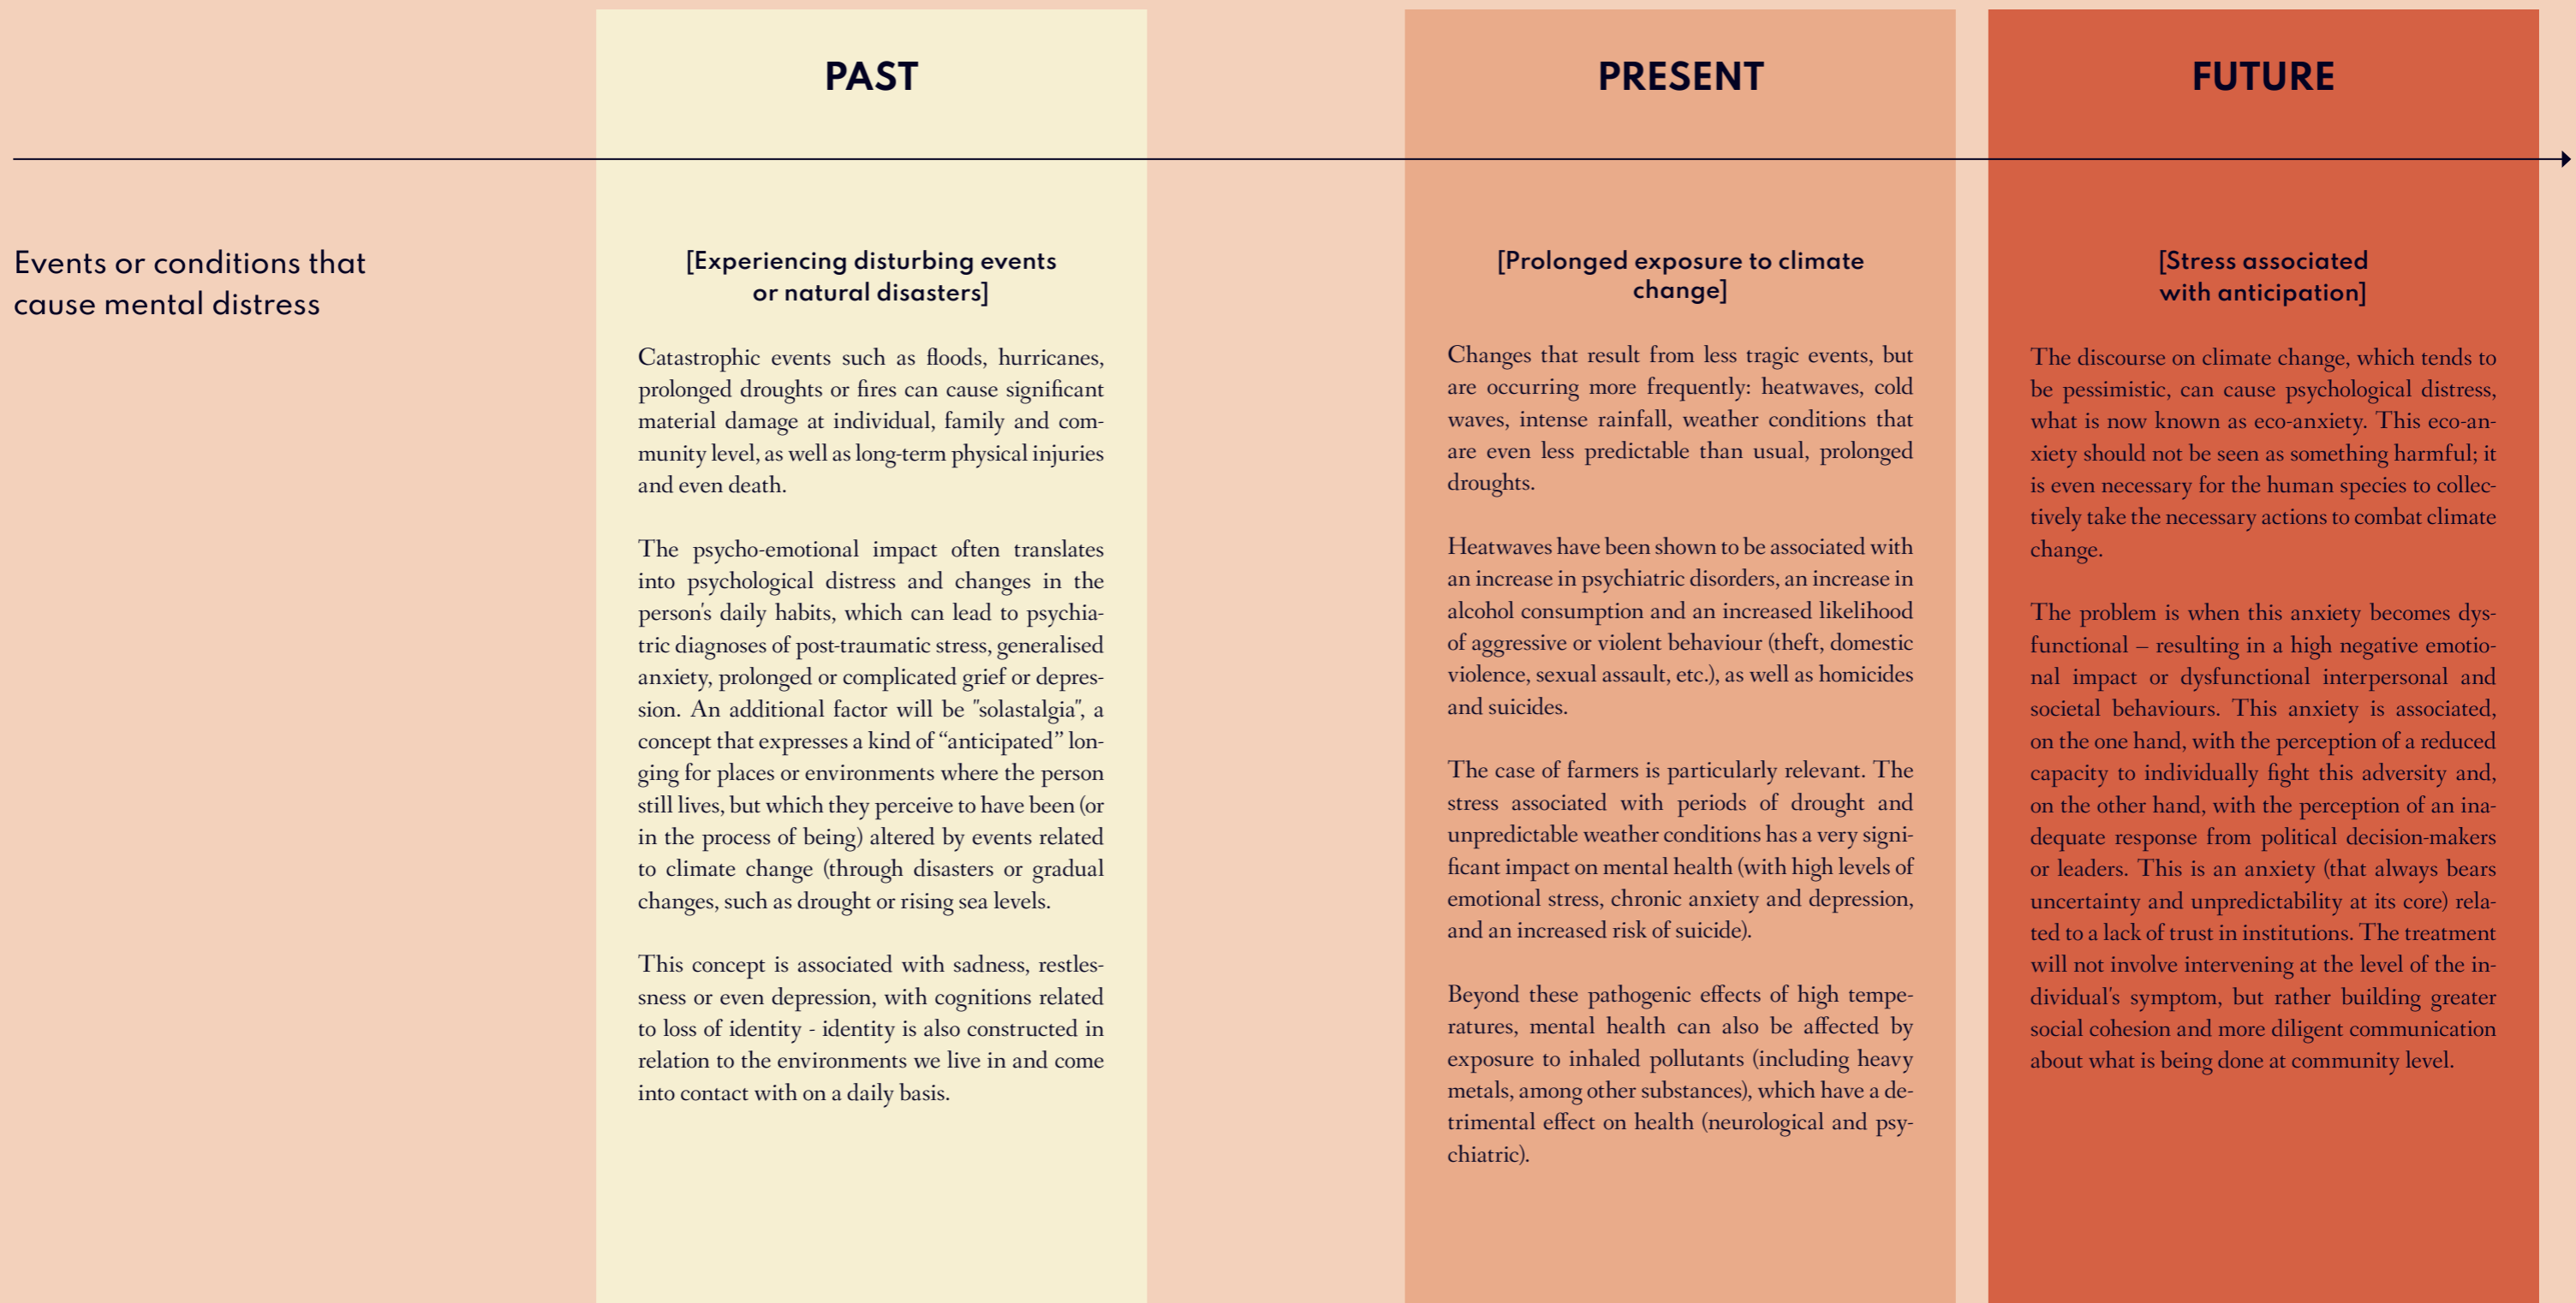 PAST
PRESENT
FUTURE
Events or conditions that
cause mental distress
[Experiencing disturbing events
or natural disasters]
Catastrophic events such as floods, hurricanes,
prolonged droughts or fires can cause significant
material damage at individual, family and com-
munity level, as well as long-term physical injuries
and even death.
The psycho-emotional impact often translates
into psychological distress and changes in the
person's daily habits, which can lead to psychia-
tric diagnoses of post-traumatic stress, generalised
anxiety, prolonged or complicated grief or depres-
sion. An additional factor will be "solastalgia", a
concept that expresses a kind of “anticipated” lon-
ging for places or environments where the person
still lives, but which they perceive to have been (or
in the process of being) altered by events related
to climate change (through disasters or gradual
changes, such as drought or rising sea levels.
This concept is associated with sadness, restles-
sness or even depression, with cognitions related
to loss of identity - identity is also constructed in
relation to the environments we live in and come
into contact with on a daily basis.
[Prolonged exposure to climate
change]
Changes that result from less tragic events, but
are occurring more frequently: heatwaves, cold
waves, intense rainfall, weather conditions that
are even less predictable than usual, prolonged
droughts.
Heatwaves have been shown to be associated with
an increase in psychiatric disorders, an increase in
alcohol consumption and an increased likelihood
of aggressive or violent behaviour (theft, domestic
violence, sexual assault, etc.), as well as homicides
and suicides.
The case of farmers is particularly relevant. The
stress associated with periods of drought and
unpredictable weather conditions has a very signi-
ficant impact on mental health (with high levels of
emotional stress, chronic anxiety and depression,
and an increased risk of suicide).
Beyond these pathogenic effects of high tempe-
ratures, mental health can also be affected by
exposure to inhaled pollutants (including heavy
metals, among other substances), which have a de-
trimental effect on health (neurological and psy-
chiatric).
[Stress associated
with anticipation]
The discourse on climate change, which tends to
be pessimistic, can cause psychological distress,
what is now known as eco-anxiety. This eco-an-
xiety should not be seen as something harmful; it
is even necessary for the human species to collec-
tively take the necessary actions to combat climate
change.
The problem is when this anxiety becomes dys-
functional – resulting in a high negative emotio-
nal impact or dysfunctional interpersonal and
societal behaviours. This anxiety is associated,
on the one hand, with the perception of a reduced
capacity to individually fight this adversity and,
on the other hand, with the perception of an ina-
dequate response from political decision-makers
or leaders. This is an anxiety (that always bears
uncertainty and unpredictability at its core) rela-
ted to a lack of trust in institutions. The treatment
will not involve intervening at the level of the in-
dividual's symptom, but rather building greater
social cohesion and more diligent communication
about what is being done at community level.